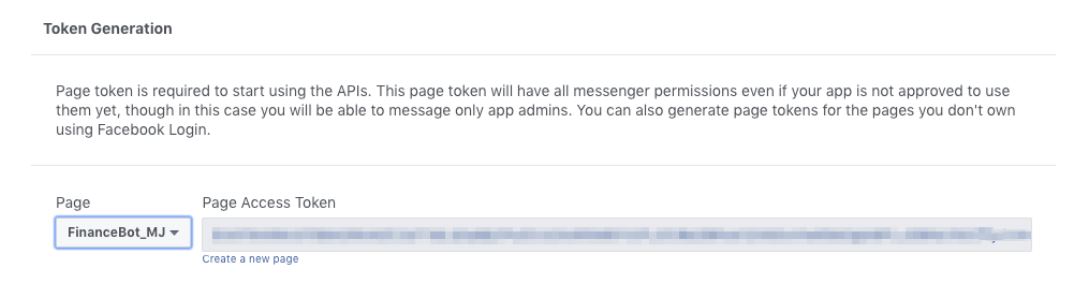 Token Generation
Page token is required to start using the APIs. This page token will have all messenger permissions even if your app is not approved to use
them yet, though in this case you will be able to message only app admins. You can also generate page tokens for the pages you don't own
using Facebook Login.
Page
Page Access Token
FinanceBot_MJ
Create a new page